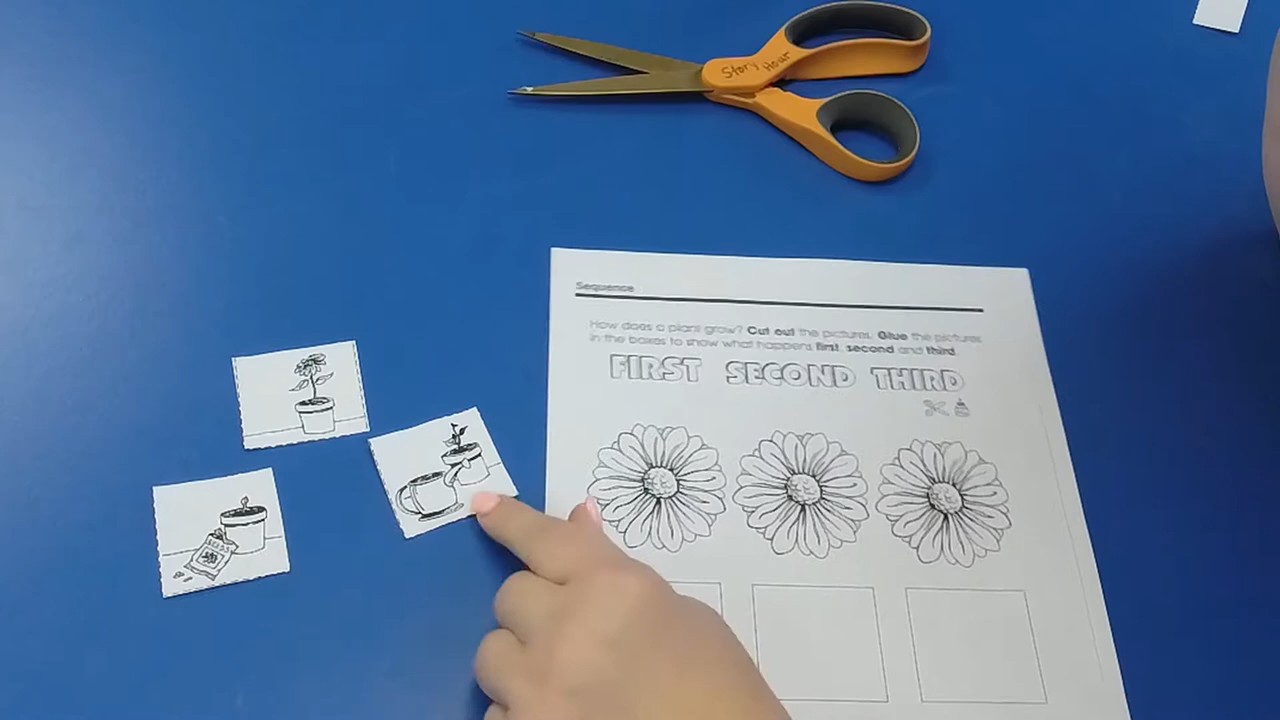 Story Hour
Sequence
How does a plant grow? Cut out the pictures. Glue the pictures
in the boxes to show what happens first, second and third.
FIRST SECOND THIRD
SEEDS